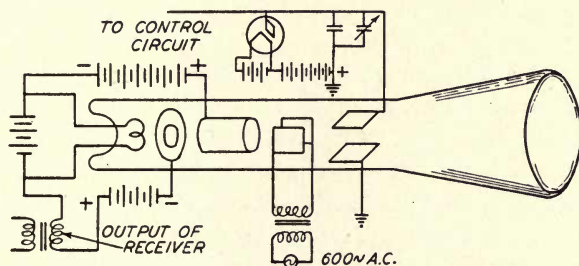 TO CONTROL
CIRCUIT
- +
+
+ -
OUTPUT OF
RECEIVER
600~A.C.